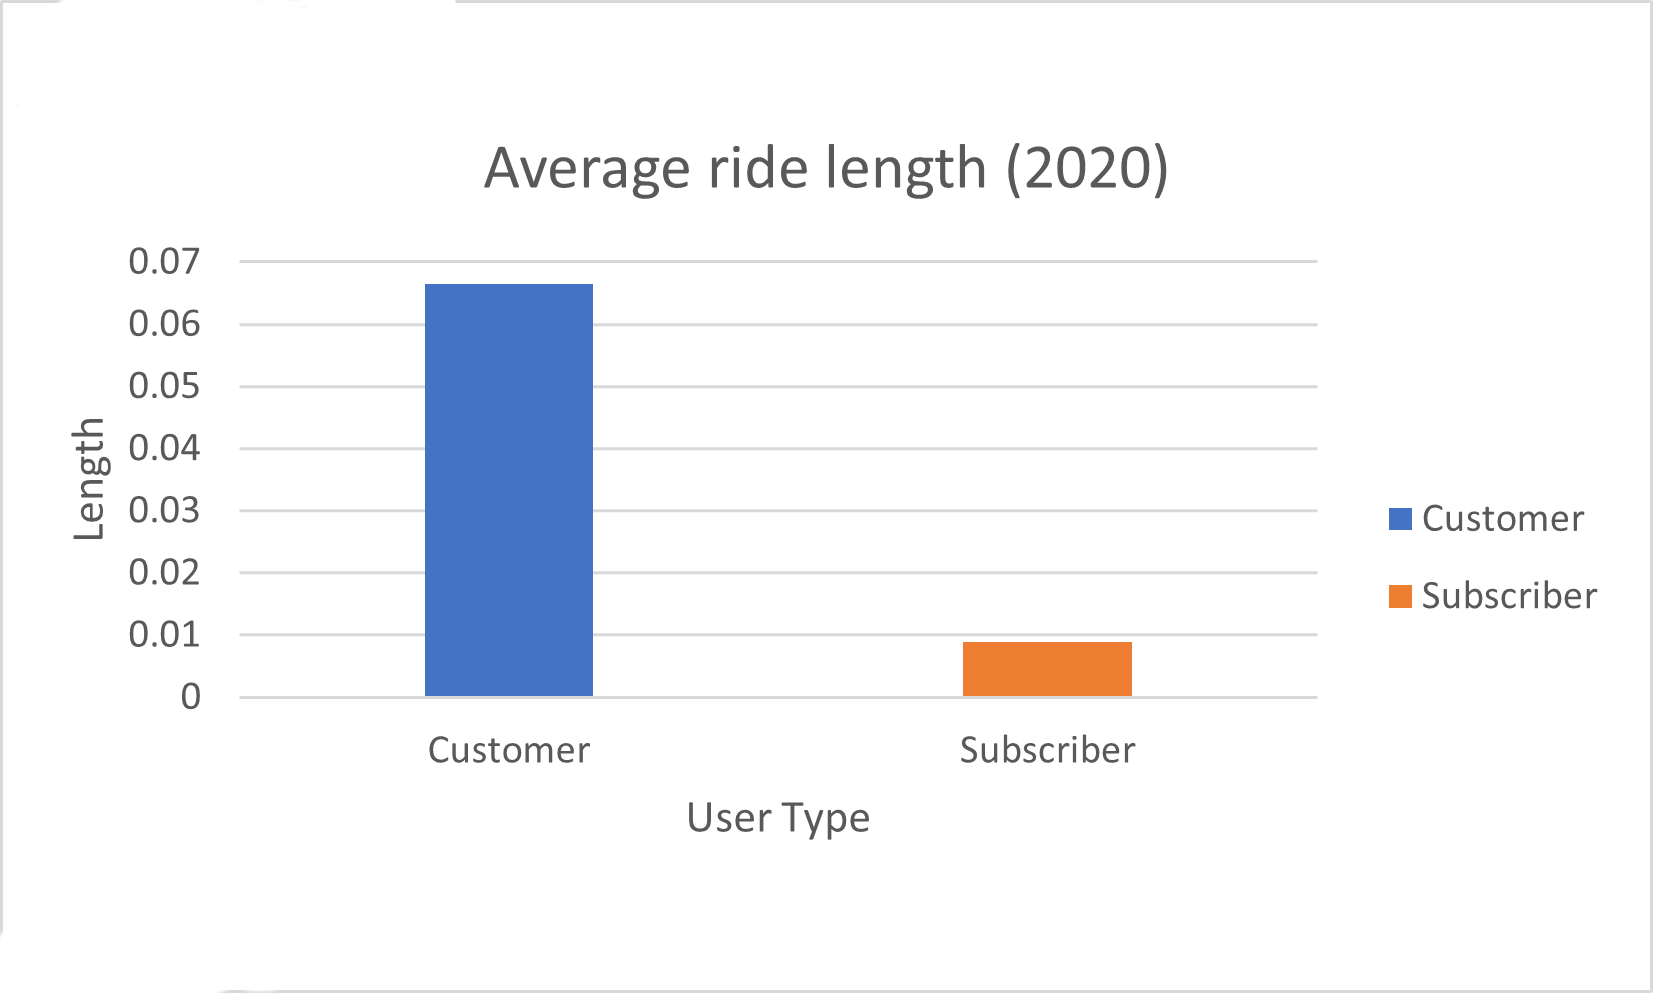 Average ride length (2020)
Length
0.07
0.06
0.05
0.04
0.03
0.02
0.01
0
Customer
Subscriber
User Type
Customer
Subscriber